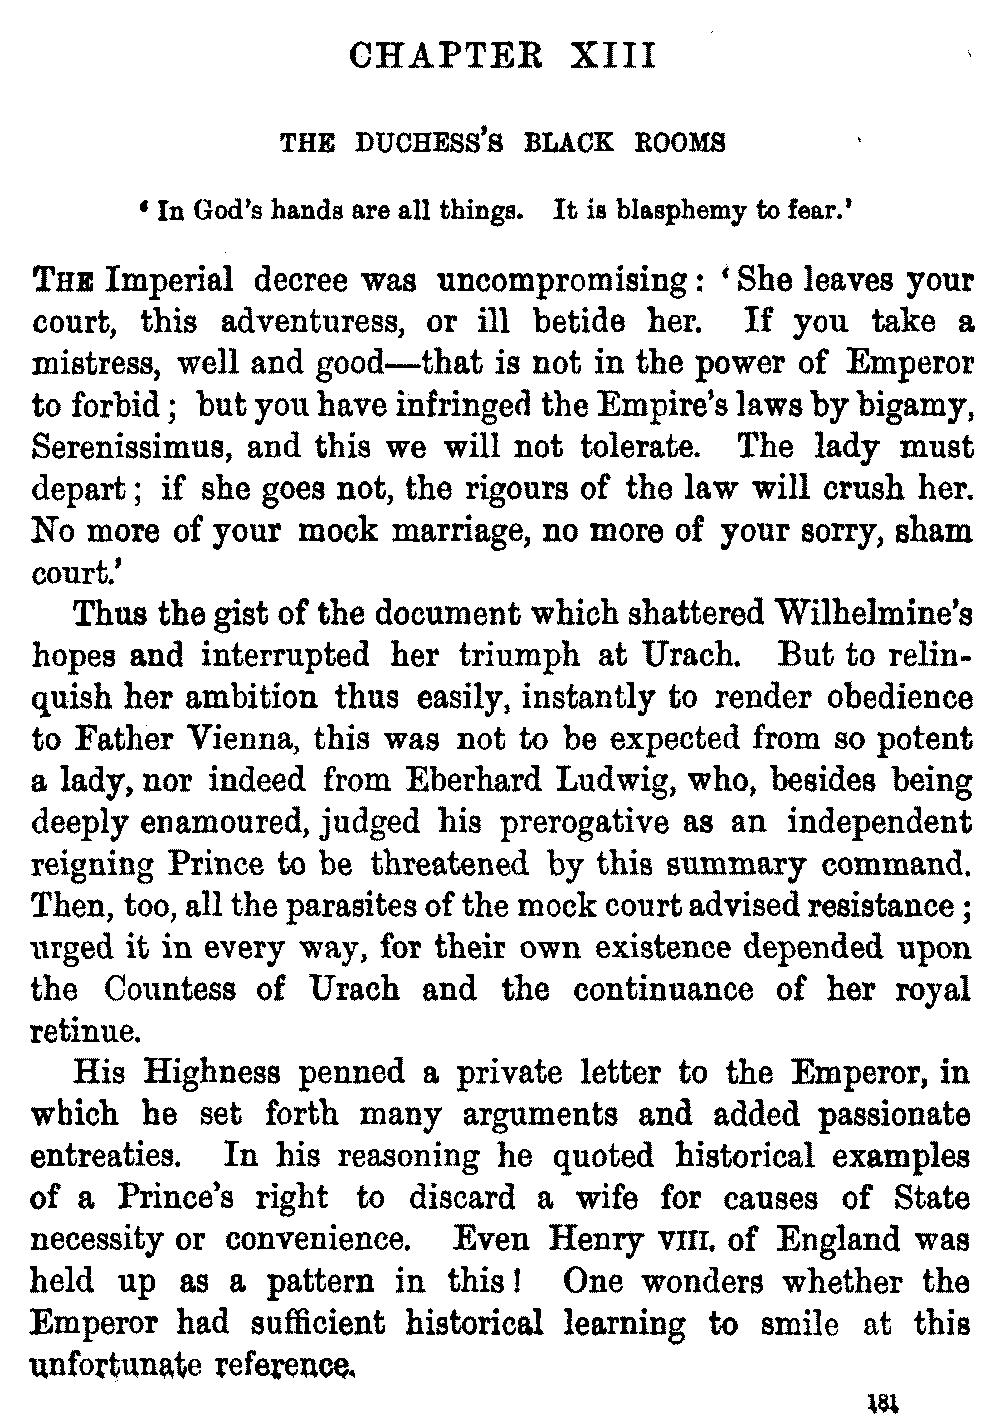 CHAPTER XIII
THE DUCHESS'S BLACK ROOMS
‘ In God's hands are all things. It is blasphemy to fear.’
THE Imperial decree was uncompromising: ‘She leaves your
court, this adventuress, or ill betide her. If you take a
mistress, well and good—that is not in the power of Emperor
to forbid; but you have infringed the Empire's laws by bigamy,
Serenissimus, and this we will not tolerate. The lady must
depart; if she goes not, the rigours of the law will crush her.
No more of your mock marriage, no more of your sorry, sham
court.’
Thus the gist of the document which shattered Wilhelmine's
hopes and interrupted her triumph at Urach. But to relin-
quish her ambition thus easily, instantly to render obedience
to Father Vienna, this was not to be expected from so potent
a lady, nor indeed from Eberhard Ludwig, who, besides being
deeply enamoured, judged his prerogative as an independent
reigning Prince to be threatened by this summary command.
Then, too, all the parasites of the mock court advised resistance;
urged it in every way, for their own existence depended upon
the Countess of Urach and the continuance of her royal
retinue.
His Highness penned a private letter to the Emperor, in
which he set forth many arguments and added passionate
entreaties. In his reasoning he quoted historical examples
of a Prince's right to discard a wife for causes of State
necessity or convenience. Even Henry VIII. of England was
held up as a pattern in this! One wonders whether the
Emperor had sufficient historical learning to smile at this
unfortunate reference.
181